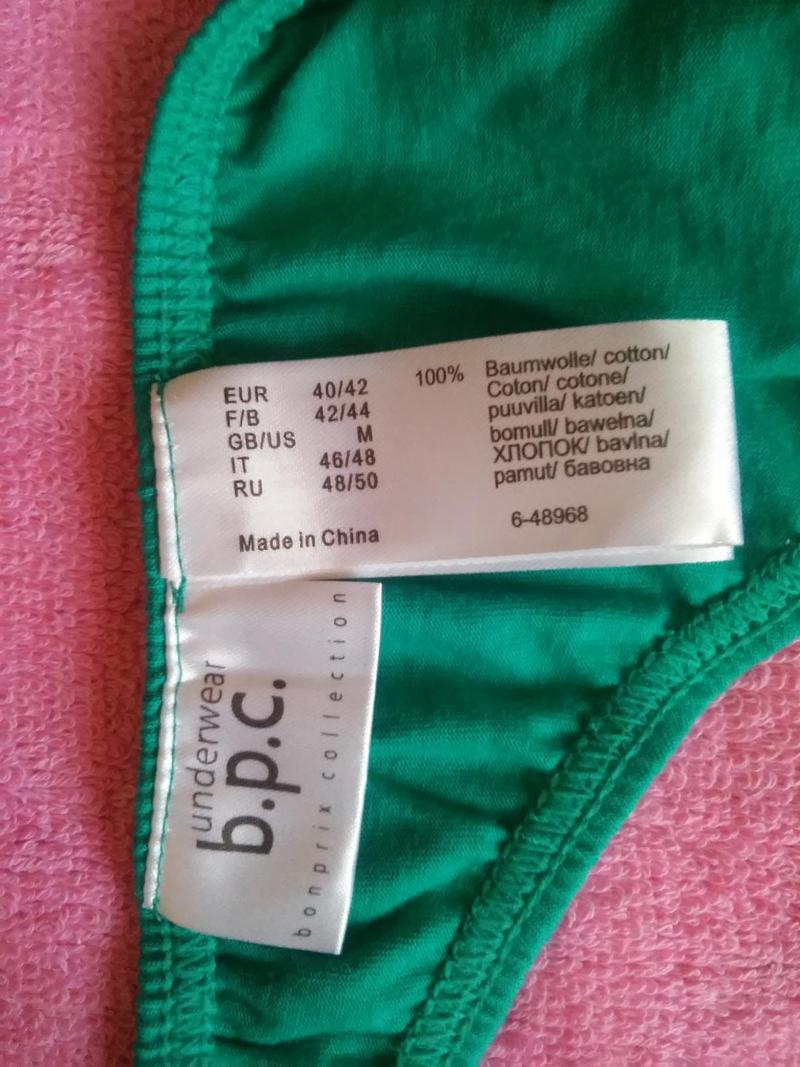 EUR 40/42
F/B 42/44
GB/US M
IT 46/48
RU 48/50
Made in China
100% Baumwolle/ cotton/
Coton/ cotone/
puuvilla/ katoen/
bomull/ bawełna/
ХЛОПОК/ bavlna/
pamut/ бавовна
6-48968
underwear
b.p.c.
bonprix collection